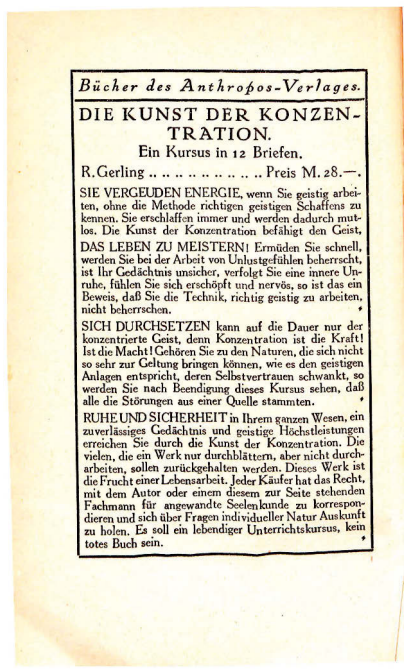 Bücher des Anthropos-Verlages.
DIE KUNST DER KONZEN-
TRATION.
Ein Kursus in 12 Briefen.
R. Gerling .. .. .. .. .. .. .. .. Preis M. 28.—.
SIE VERGEUDEN ENERGIE, wenn Sie geistig arbei-
ten, ohne die Methode richtigen geistigen Schaffens zu
kennen. Sie erschlaffen immer und werden dadurch mut-
los. Die Kunst der Konzentration befähigt den Geist,
DAS LEBEN ZU MEISTERN! Ermüden Sie schnell,
werden Sie bei der Arbeit von Unlustgefühlen beherrscht,
ist Ihr Gedächtnis unsicher, verfolgt Sie eine innere Un-
ruhe, fühlen Sie sich erschöpft und nervös, so ist das ein
Beweis, daß Sie die Technik, richtig geistig zu arbeiten,
nicht beherrschen.
SICH DURCHSETZEN kann auf die Dauer nur der
konzentrierte Geist, denn Konzentration ist die Kraft!
Ist die Macht! Gehören Sie zu den Naturen, die sich nicht
so sehr zur Geltung bringen können, wie es den geistigen
Anlagen entspricht, deren Selbstvertrauen schwankt, so
werden Sie nach Beendigung dieses Kursus sehen, daß
alle die Störungen aus einer Quelle stammten.
RUHE UND SICHERHEIT in Ihrem ganzen Wesen, ein
zuverlässiges Gedächtnis und geistige Höchstleistungen
erreichen Sie durch die Kunst der Konzentration. Die
vielen, die ein Werk nur durchblättern, aber nicht durch-
arbeiten, sollen zurückgehalten werden. Dieses Werk ist
die Frucht einer Lebensarbeit. Jeder Käufer hat das Recht,
mit dem Autor oder einem diesem zur Seite stehenden
Fachmann für angewandte Seelenkunde zu korrespon-
dieren und sich über Fragen individueller Natur Auskunft
zu holen. Es soll ein lebendiger Unterrichtskursus, kein
totes Buch sein.